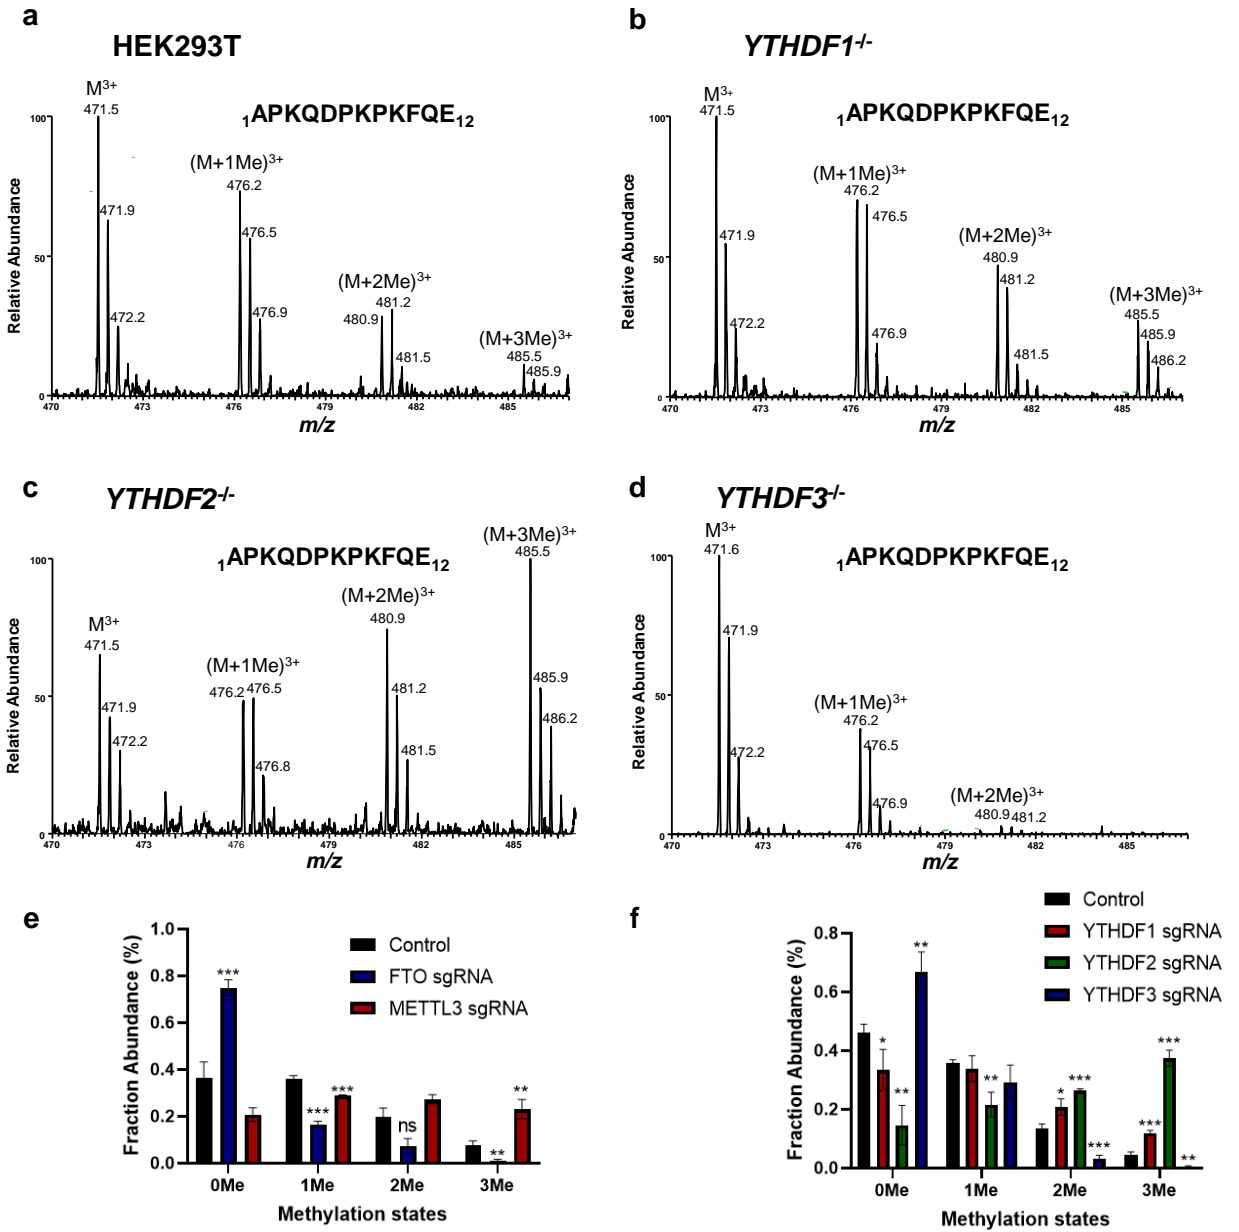 a
HEK293T
M3+
471.5
1APKQDPKPKFQE12
(M+1Me)3+
476.2
471.9
476.5
(M+2Me)3+
481.2
480.9
472.2
476.9
481.5
(M+3Me)3+
485.5
485.9
100
50
0
Relative Abundance
470 473 476 479 482 485
m/z
b
YTHDF1-/-
M3+
471.5
1APKQDPKPKFQE12
(M+1Me)3+
476.2
476.5
471.9
(M+2Me)3+
480.9
481.2
(M+3Me)3+
485.5
485.9
472.2
476.9
481.5
486.2
100
50
0
Relative Abundance
470 473 476 479 482 485
m/z
c
YTHDF2-/-
(M+3Me)3+
485.5
1APKQDPKPKFQE12
(M+2Me)3+
480.9
M3+
471.5
(M+1Me)3+
476.2 476.5
481.2
485.9
471.9
486.2
472.2
476.8
481.5
100
50
0
Relative Abundance
470 473 476 479 482 485
m/z
d
YTHDF3-/-
M3+
471.6
1APKQDPKPKFQE12
471.9
(M+1Me)3+
476.2
476.5
472.2
476.9
(M+2Me)3+
480.9 481.2
100
50
0
Relative Abundance
470 473 476 479 482 485
m/z
e
Fraction Abundance (%)
1.0
0.8
0.6
0.4
0.2
0.0
Control
FTO sgRNA
METTL3 sgRNA
***
***
***
ns
**
**
0Me 1Me 2Me 3Me
Methylation states
f
Fraction Abundance (%)
0.8
0.6
0.4
0.2
0.0
Control
YTHDF1 sgRNA
YTHDF2 sgRNA
YTHDF3 sgRNA
*
**
**
**
*
***
***
***
***
**
0Me 1Me 2Me 3Me
Methylation states